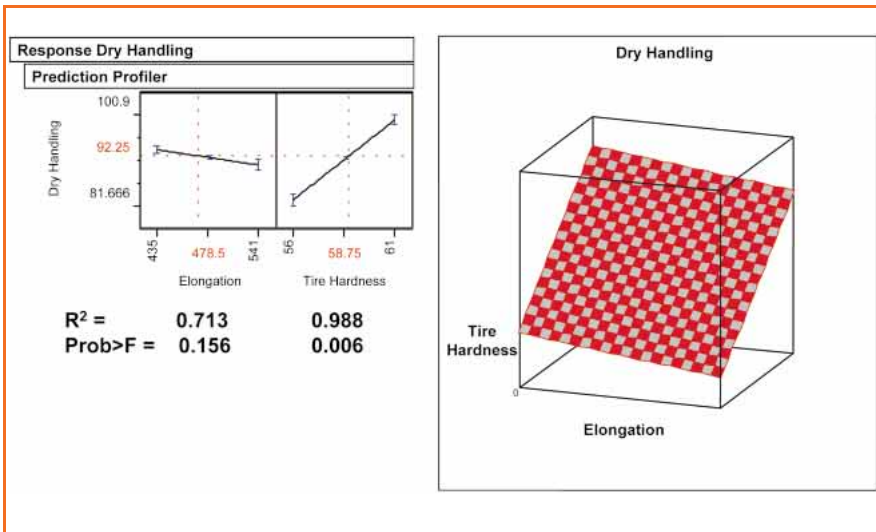 Response Dry Handling
Prediction Profiler
Dry Handling
100.9
92.25
81.666
435
478.5
541
56
58.75
61
Elongation
Tire Hardness
R² = 0.713 0.988
Prob>F = 0.156 0.006
Dry Handling
Tire
Hardness
0
Elongation